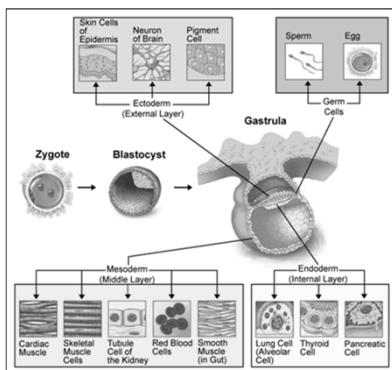 Skin Cells
of
Epidermis
Neuron
of Brain
Pigment
Cell
Sperm
Egg
Ectoderm
(External Layer)
Germ
Cells
Gastrula
Zygote
Blastocyst
Mesoderm
(Middle Layer)
Endoderm
(Internal Layer)
Cardiac
Muscle
Skeletal
Muscle
Cells
Tubule
Cell of
the Kidney
Red Blood
Cells
Smooth
Muscle
(in Gut)
Lung Cell
(Alveolar
Cell)
Thyroid
Cell
Pancreatic
Cell